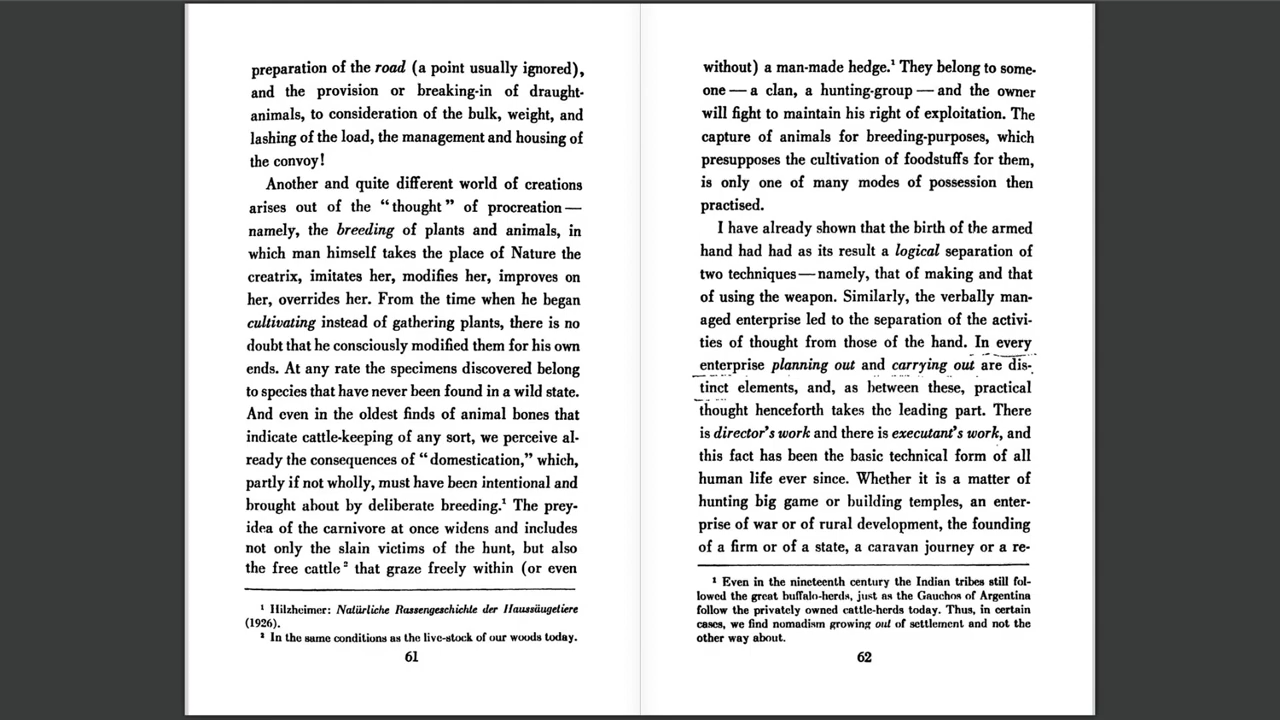 preparation of the road (a point usually ignored),
and the provision or breaking-in of draught-
animals, to consideration of the bulk, weight, and
lashing of the load, the management and housing of
the convoy!
Another and quite different world of creations
arises out of the “thought” of procreation—
namely, the breeding of plants and animals, in
which man himself takes the place of Nature the
creatrix, imitates her, modifies her, improves on
her, overrides her. From the time when he began
cultivating instead of gathering plants, there is no
doubt that he consciously modified them for his own
ends. At any rate the specimens discovered belong
to species that have never been found in a wild state.
And even in the oldest finds of animal bones that
indicate cattle-keeping of any sort, we perceive al-
ready the consequences of “domestication,” which,
partly if not wholly, must have been intentional and
brought about by deliberate breeding.¹ The prey-
idea of the carnivore at once widens and includes
not only the slain victims of the hunt, but also
the free cattle² that graze freely within (or even
¹ Hilzheimer: Natürliche Rassengeschichte der Haussäugetiere
(1926).
² In the same conditions as the live-stock of our woods today.
61
without) a man-made hedge.¹ They belong to some-
one — a clan, a hunting-group — and the owner
will fight to maintain his right of exploitation. The
capture of animals for breeding-purposes, which
presupposes the cultivation of foodstuffs for them,
is only one of many modes of possession then
practised.
I have already shown that the birth of the armed
hand had had as its result a logical separation of
two techniques—namely, that of making and that
of using the weapon. Similarly, the verbally man-
aged enterprise led to the separation of the activi-
ties of thought from those of the hand. In every
enterprise planning out and carrying out are dis-
tinct elements, and, as between these, practical
thought henceforth takes the leading part. There
is director's work and there is executant's work, and
this fact has been the basic technical form of all
human life ever since. Whether it is a matter of
hunting big game or building temples, an enter-
prise of war or of rural development, the founding
of a firm or of a state, a caravan journey or a re-
¹ Even in the nineteenth century the Indian tribes still fol-
lowed the great buffalo-herds, just as the Gauchos of Argentina
follow the privately owned cattle-herds today. Thus, in certain
cases, we find nomadism growing out of settlement and not the
other way about.
62